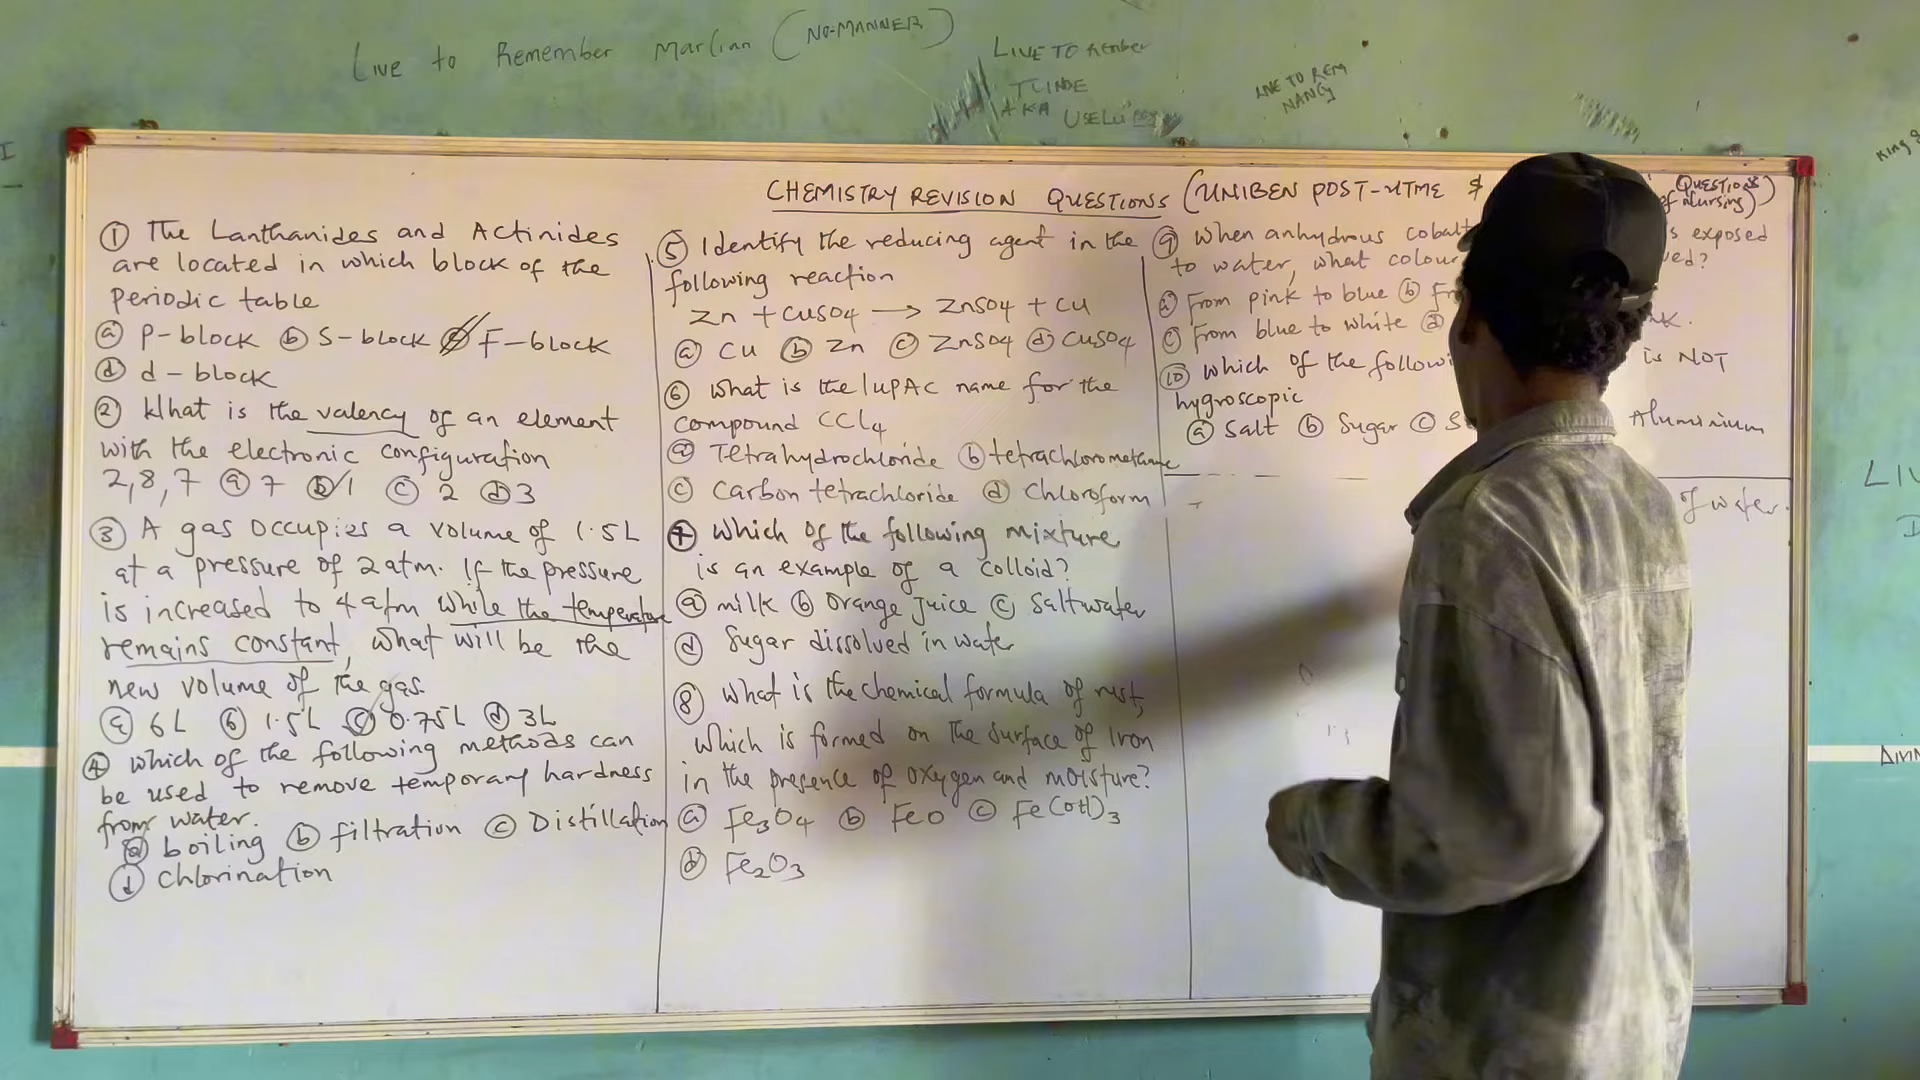 Live to Remember Marlian (NO-MANNER)
LIVE TO
TUNDE
AKA USELU
LIVE TO REM
NANCY
King
CHEMISTRY REVISION QUESTIONS (UNIBEN POST-UTME &
QUESTIONS
of Nursing)
① The Lanthanides and Actinides
are located in which block of the
periodic table
ⓐ P-block ⓑ S-block ⓒ F-block
ⓓ d-block
② What is the valency of an element
with the electronic configuration
2,8,7 ⓐ 7 ⓑ 1 ⓒ 2 ⓓ 3
③ A gas occupies a volume of 1.5L
at a pressure of 2atm. If the pressure
is increased to 4atm while the temperature
remains constant, what will be the
new volume of the gas.
ⓐ 6L ⓑ 1.5L ⓒ 0.75L ⓓ 3L
④ which of the following methods can
be used to remove temporary hardness
from water.
ⓐ boiling ⓑ filtration ⓒ Distillation
ⓓ Chlorination
⑤ Identify the reducing agent in the
following reaction
Zn + CuSO4 → ZnSO4 + Cu
ⓐ Cu ⓑ Zn ⓒ ZnSO4 ⓓ CuSO4
⑥ what is the IUPAC name for the
compound CCl4
ⓐ Tetrahydrochloride ⓑ tetrachloromethane
ⓒ Carbon tetrachloride ⓓ Chloroform
⑦ which of the following mixture
is an example of a colloid?
ⓐ milk ⓑ orange juice ⓒ Saltwater
ⓓ Sugar dissolved in water
⑧ what is the chemical formula of rust,
which is formed on the surface of Iron
in the presence of oxygen and moisture?
ⓐ Fe3O4 ⓑ FeO ⓒ Fe(OH)3
ⓓ Fe2O3
⑨ when anhydrous cobalt exposed
to water, what colour
ⓐ From pink to blue ⓑ
ⓒ From blue to white ⓓ
⑩ which of the following is NOT
hygroscopic
ⓐ Salt ⓑ Sugar ⓒ Aluminium
of water.